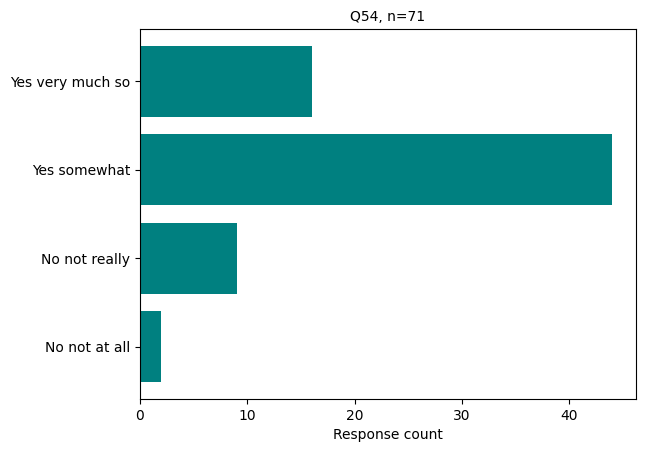 Q54, n=71
Yes very much so
Yes somewhat
No not really
No not at all
0 10 20 30 40
Response count